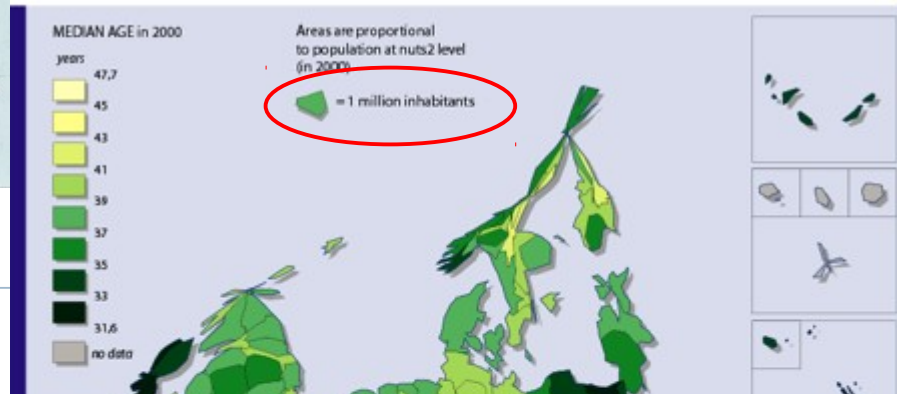 MEDIAN AGE in 2000
years
47,7
45
43
41
39
37
35
33
31,6
no data
Areas are proportional
to population at nuts2 level
(in 2000)
= 1 million inhabitants